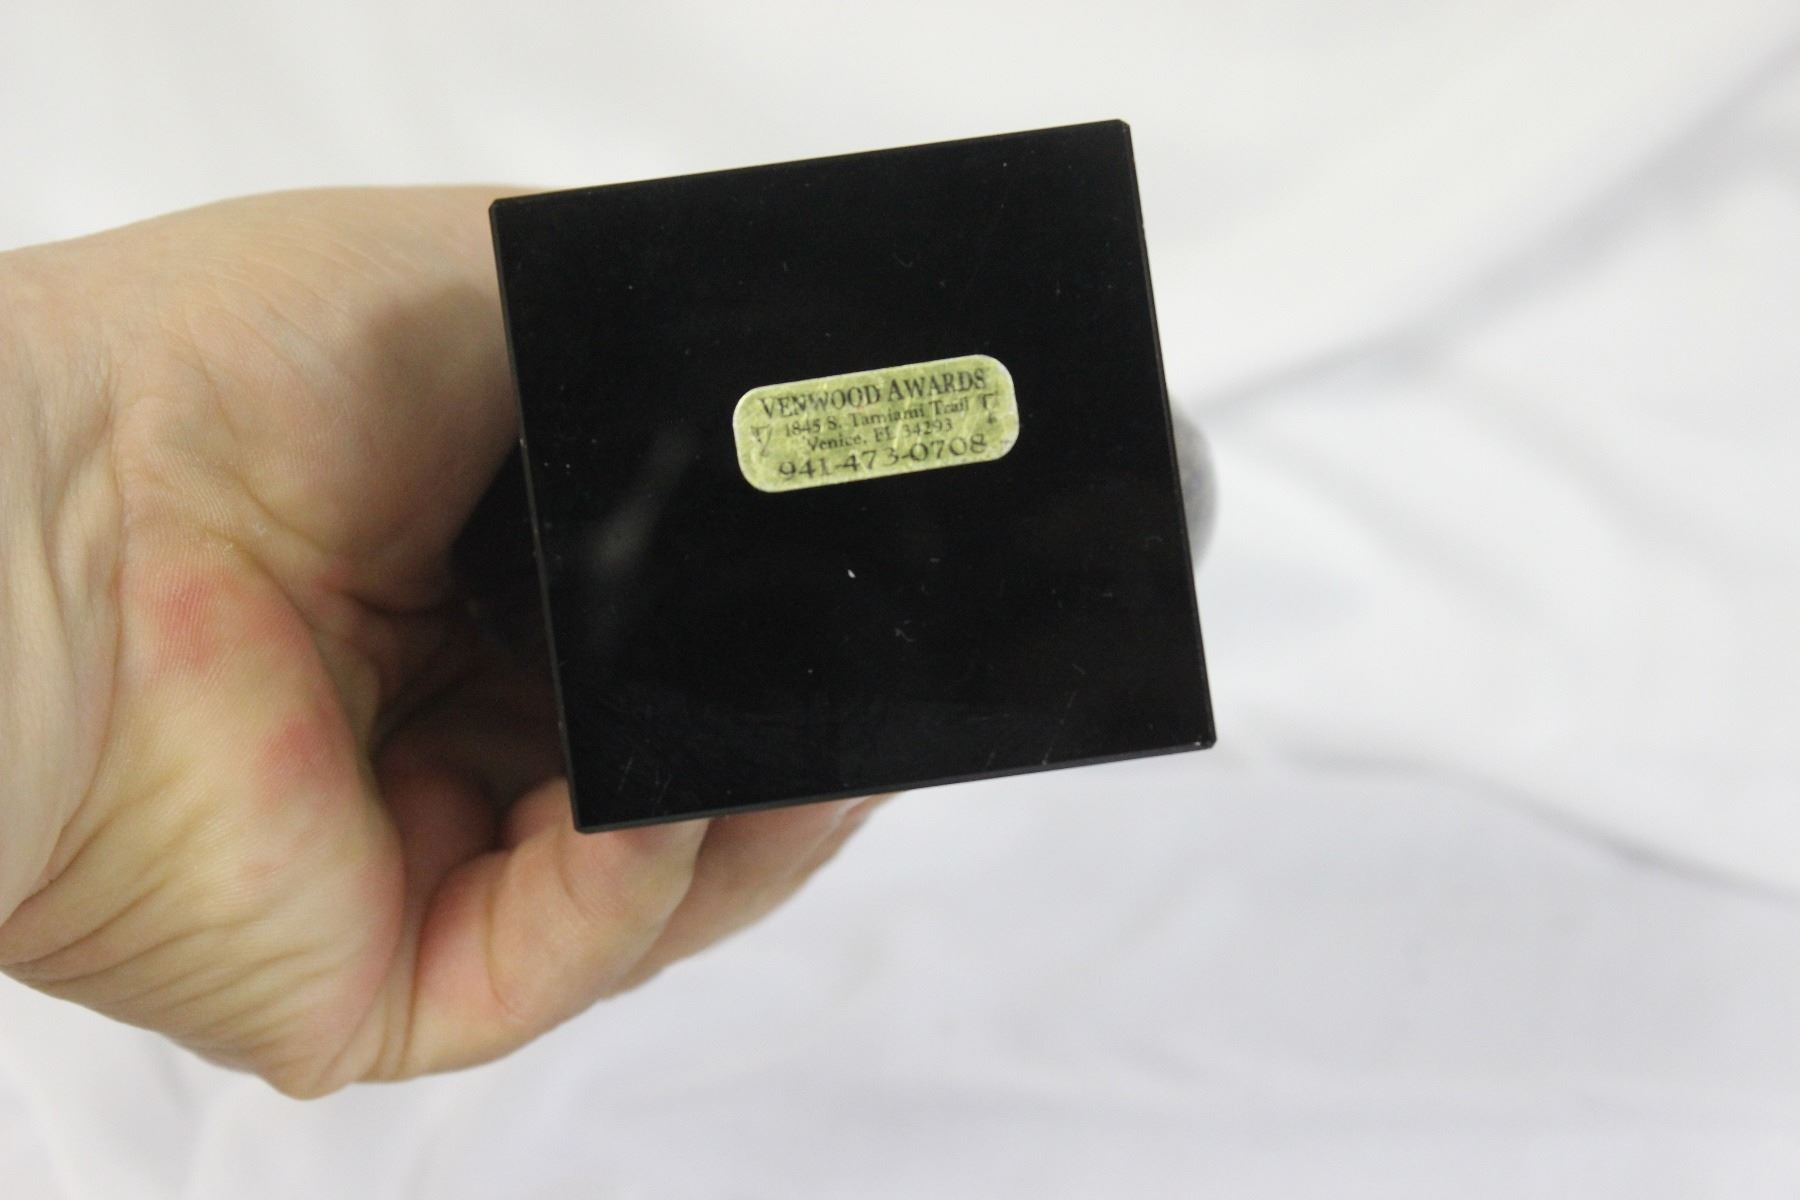 VENWOOD AWARDS
1845 S. Tamiami Trail
Venice, FL 34293
941-473-0708